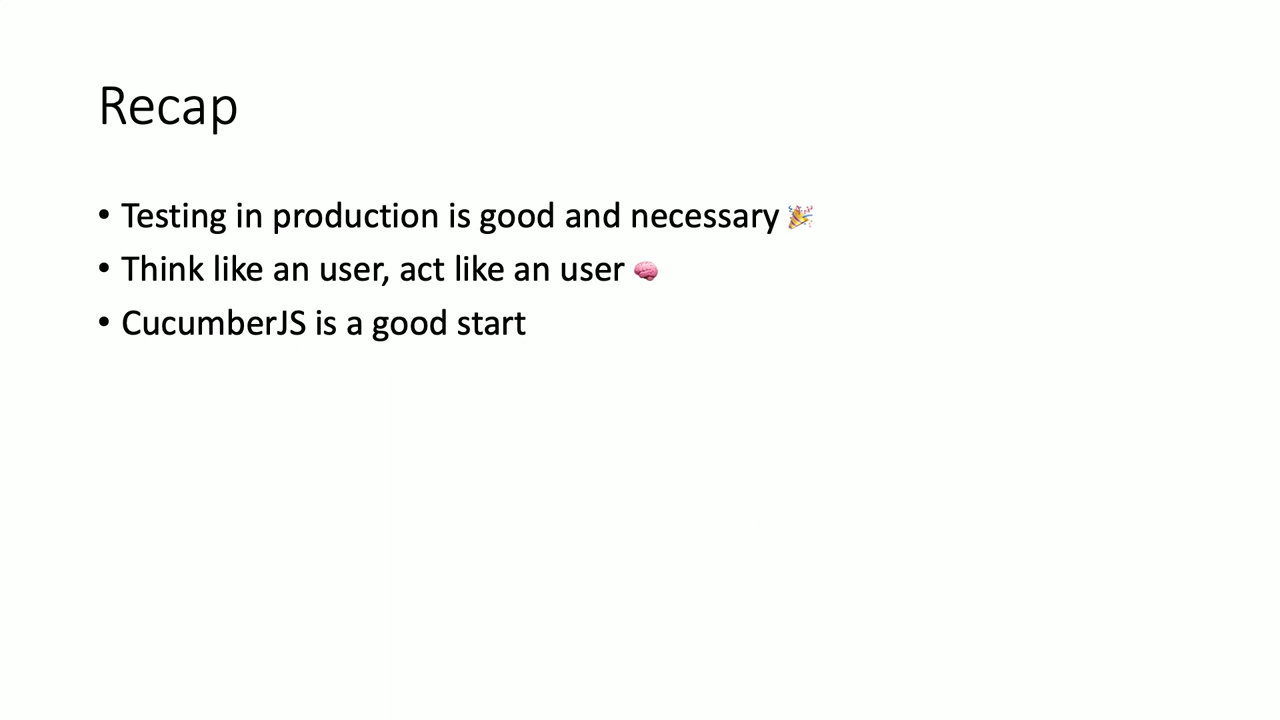 Recap
• Testing in production is good and necessary 🎉
• Think like an user, act like an user 🧠
• CucumberJS is a good start